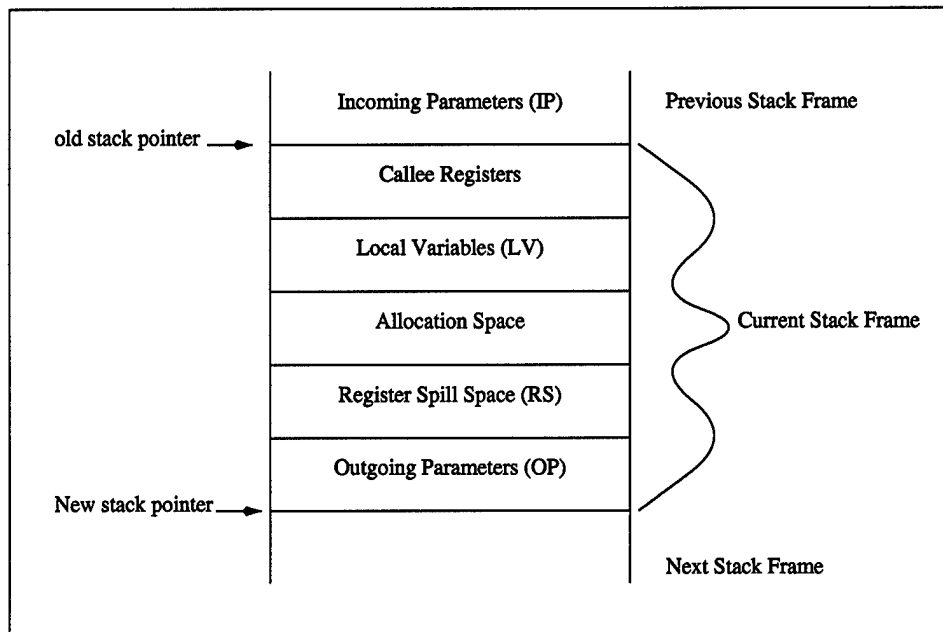 Incoming Parameters (IP)
Previous Stack Frame
old stack pointer
Callee Registers
Local Variables (LV)
Allocation Space
Current Stack Frame
Register Spill Space (RS)
Outgoing Parameters (OP)
New stack pointer
Next Stack Frame